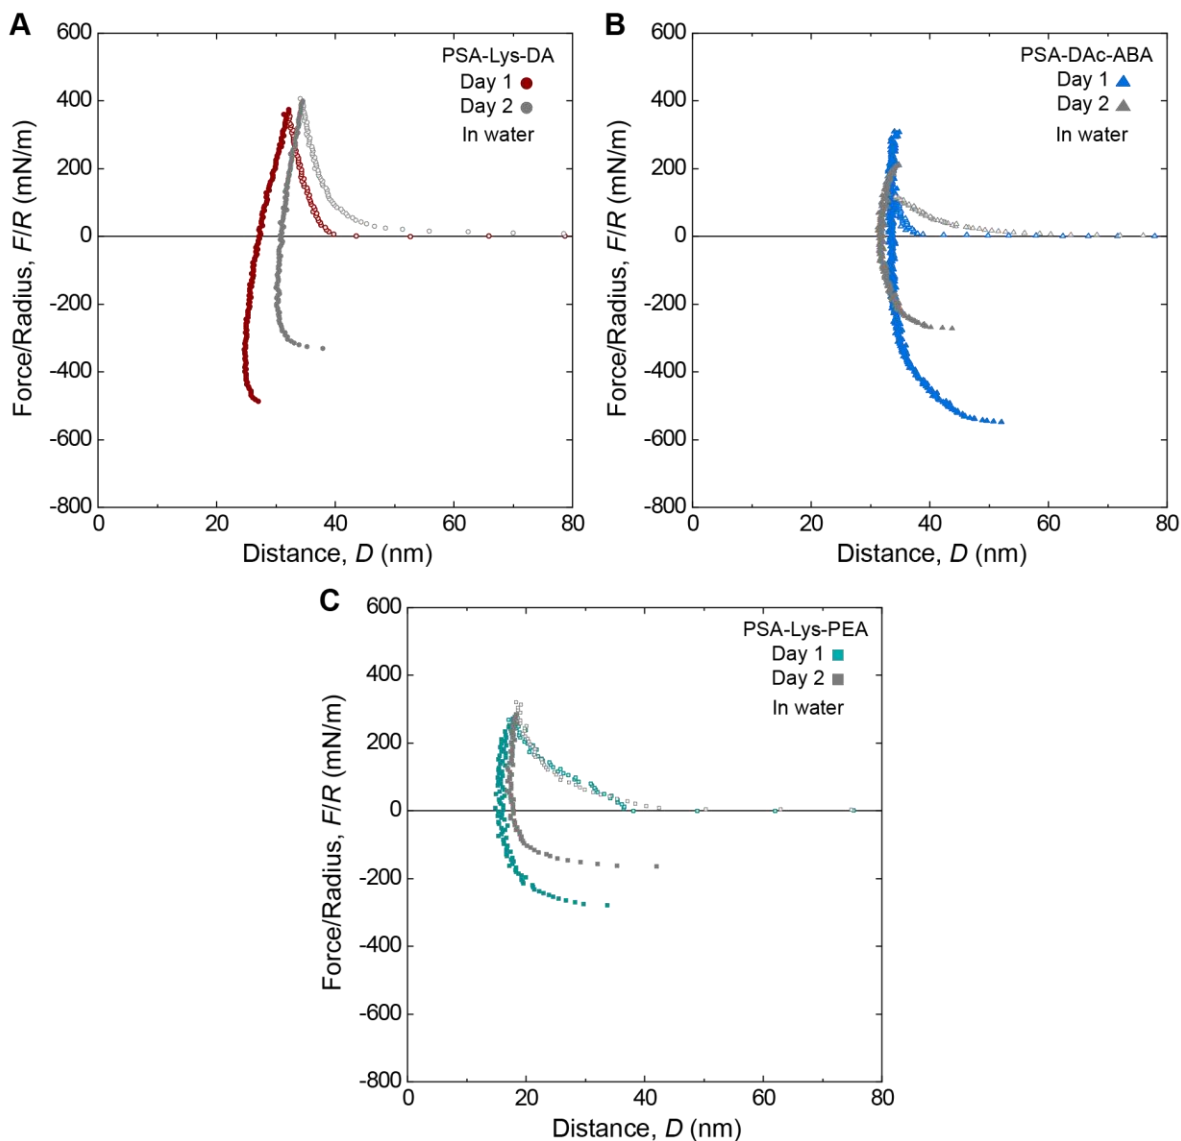 A
600
400
200
0
-200
-400
-600
-800
0
20
40
60
80
Force/Radius, F/R (mN/m)
Distance, D (nm)
PSA-Lys-DA
Day 1
Day 2
In water
B
600
400
200
0
-200
-400
-600
-800
0
20
40
60
80
Force/Radius, F/R (mN/m)
Distance, D (nm)
PSA-DAc-ABA
Day 1
Day 2
In water
C
600
400
200
0
-200
-400
-600
-800
0
20
40
60
80
Force/Radius, F/R (mN/m)
Distance, D (nm)
PSA-Lys-PEA
Day 1
Day 2
In water